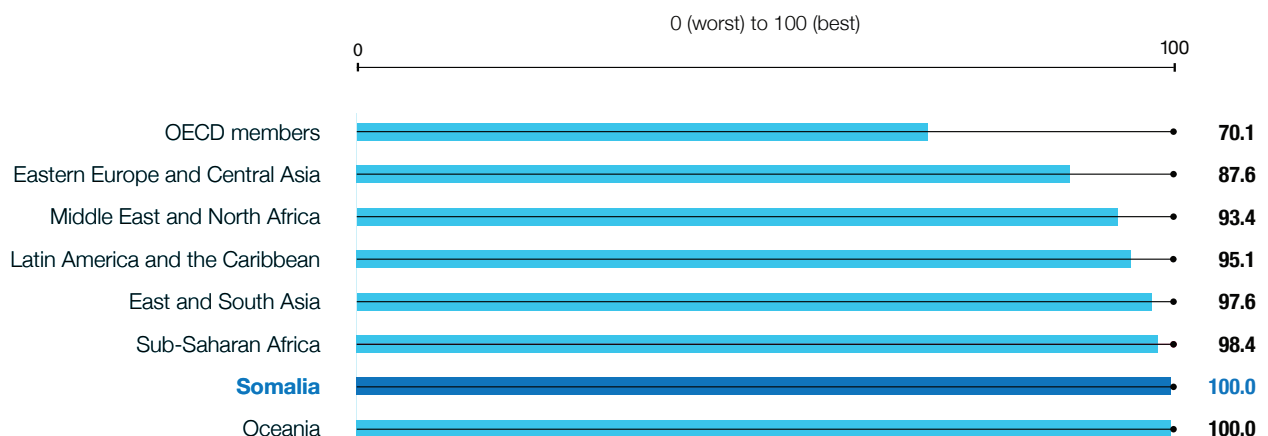 0 (worst) to 100 (best)
0 100
OECD members 70.1
Eastern Europe and Central Asia 87.6
Middle East and North Africa 93.4
Latin America and the Caribbean 95.1
East and South Asia 97.6
Sub-Saharan Africa 98.4
Somalia 100.0
Oceania 100.0